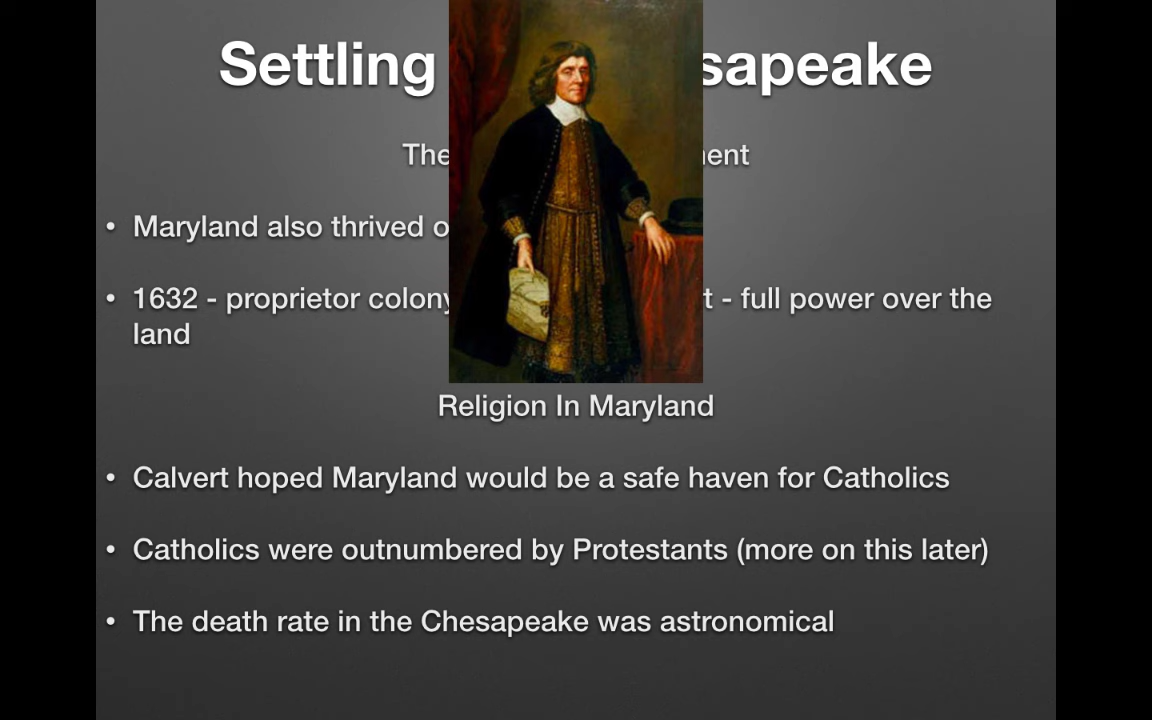 Settling sapeake
The ent
• Maryland also thrived o
• 1632 - proprietor colony t - full power over the
land
Religion In Maryland
• Calvert hoped Maryland would be a safe haven for Catholics
• Catholics were outnumbered by Protestants (more on this later)
• The death rate in the Chesapeake was astronomical